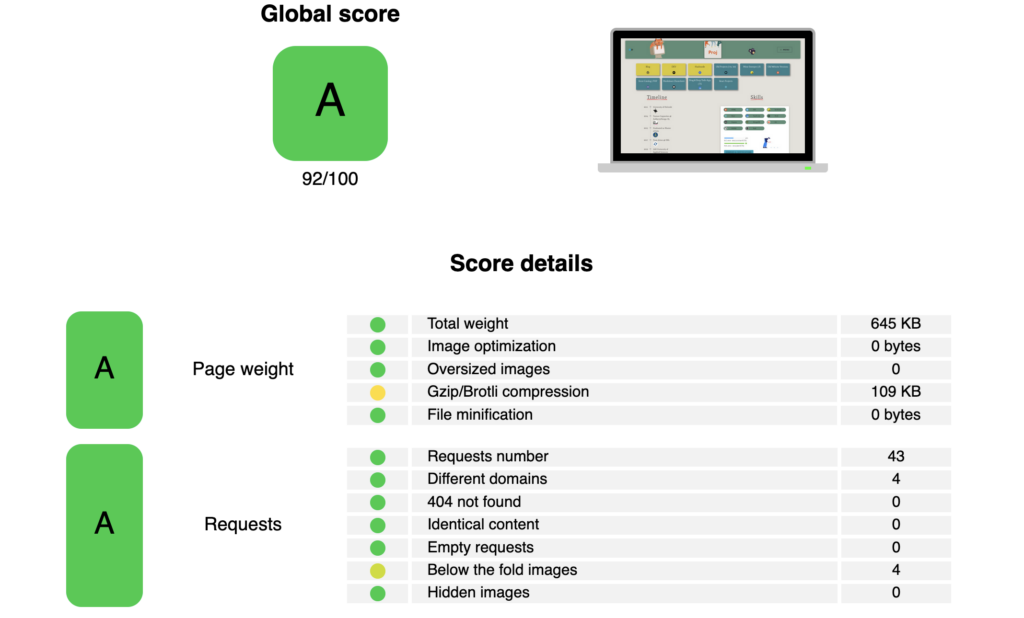 Global score
A
92/100
Timeline
Skills
Score details
A
Page weight
Total weight 645 KB
Image optimization 0 bytes
Oversized images 0
Gzip/Brotli compression 109 KB
File minification 0 bytes
A
Requests
Requests number 43
Different domains 4
404 not found 0
Identical content 0
Empty requests 0
Below the fold images 4
Hidden images 0